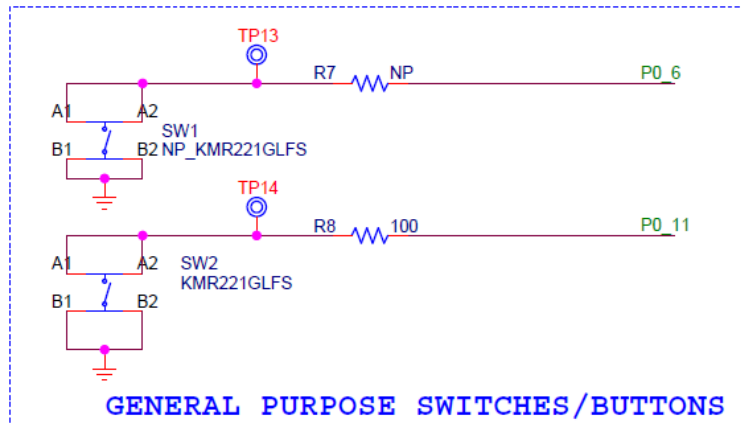 TP13
R7 NP P0_6
A1 A2
SW1
B1 B2 NP_KMR221GLFS
TP14
R8 100 P0_11
A1 A2 SW2
KMR221GLFS
B1 B2
GENERAL PURPOSE SWITCHES/BUTTONS